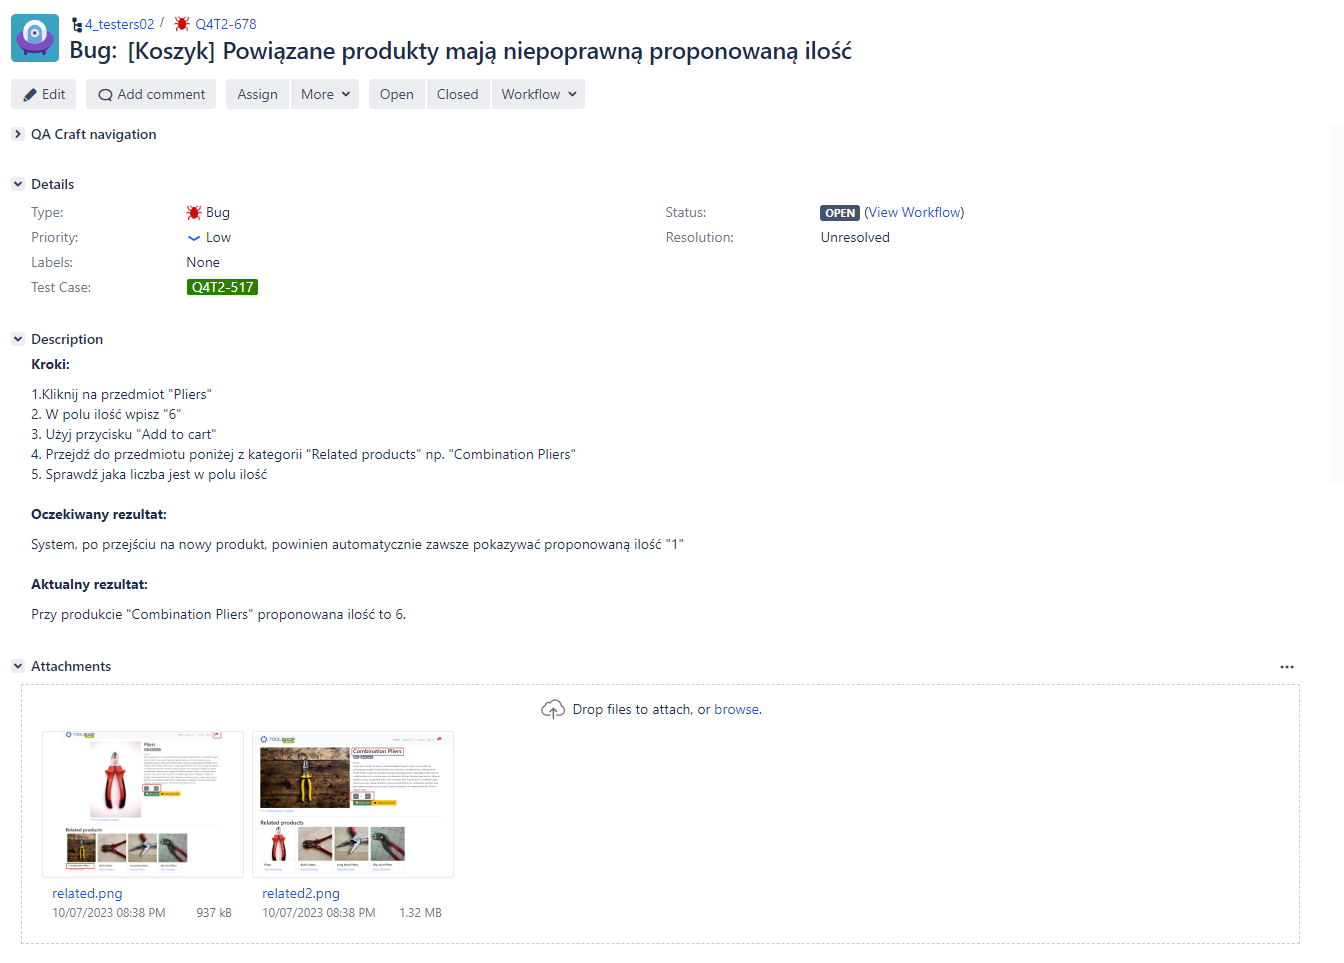 4_testers02 / Q4T2-678
Bug: [Koszyk] Powiązane produkty mają niepoprawną proponowaną ilość
Edit Add comment Assign More Open Closed Workflow
QA Craft navigation
Details
Type: Bug Status: OPEN (View Workflow)
Priority: Low Resolution: Unresolved
Labels: None
Test Case: Q4T2-517
Description
Kroki:
1.Kliknij na przedmiot "Pliers"
2. W polu ilość wpisz "6"
3. Użyj przycisku "Add to cart"
4. Przejdź do przedmiotu poniżej z kategorii "Related products" np. "Combination Pliers"
5. Sprawdź jaka liczba jest w polu ilość
Oczekiwany rezultat:
System, po przejściu na nowy produkt, powinien automatycznie zawsze pokazywać proponowaną ilość "1"
Aktualny rezultat:
Przy produkcie "Combination Pliers" proponowana ilość to 6.
Attachments
Drop files to attach, or browse.
TOOLSHOP
Pliers
Related products
TOOLSHOP
Combination Pliers
Related products
related.png
10/07/2023 08:38 PM 937 kB
related2.png
10/07/2023 08:38 PM 1.32 MB